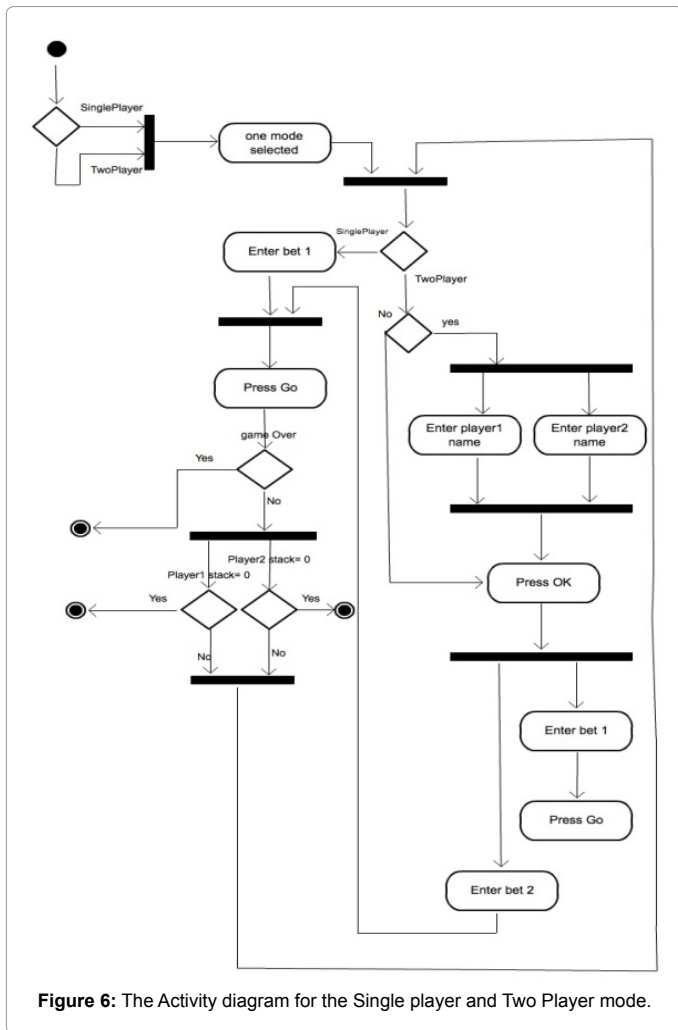 SinglePlayer
TwoPlayer
one mode
selected
SinglePlayer
Enter bet 1
TwoPlayer
No
yes
Press Go
Enter player1
name
Enter player2
name
game Over
Yes
No
Player2 stack= 0
Player1 stack= 0
Press OK
Yes
Yes
No
No
Enter bet 1
Press Go
Enter bet 2
Figure 6: The Activity diagram for the Single player and Two Player mode.